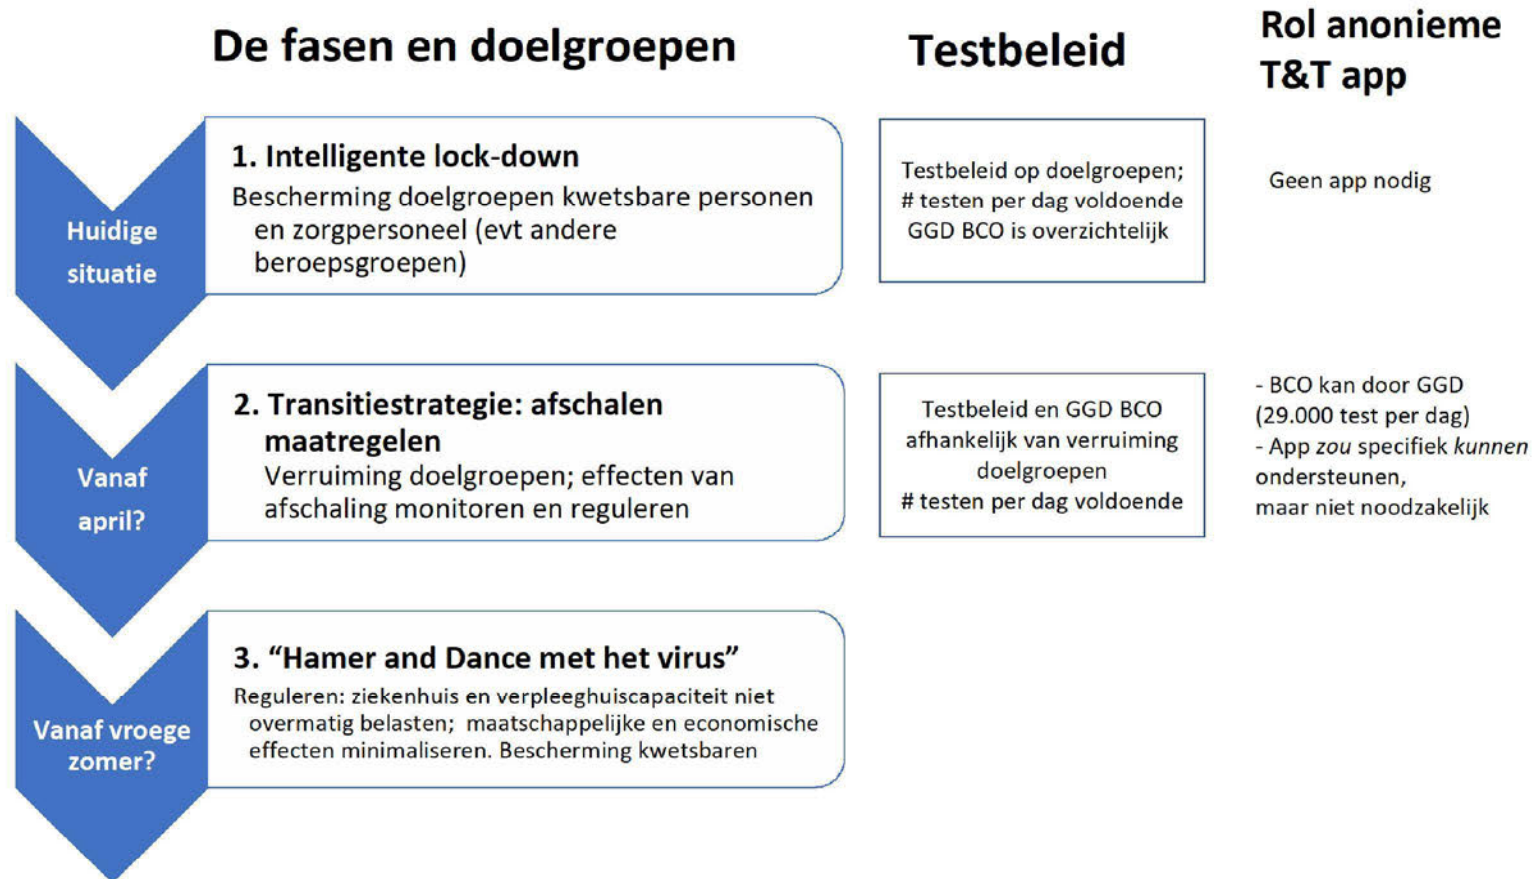 De fasen en doelgroepen
Testbeleid
Rol anonieme
T&T app
Huidige
situatie
1. Intelligente lock-down
Bescherming doelgroepen kwetsbare personen
en zorgpersoneel (evt andere
beroepsgroepen)
Testbeleid op doelgroepen;
# testen per dag voldoende
GGD BCO is overzichtelijk
Geen app nodig
Vanaf
april?
2. Transitiestrategie: afschalen
maatregelen
Verruiming doelgroepen; effecten van
afschaling monitoren en reguleren
Testbeleid en GGD BCO
afhankelijk van verruiming
doelgroepen
# testen per dag voldoende
- BCO kan door GGD
(29.000 test per dag)
- App zou specifiek kunnen
ondersteunen,
maar niet noodzakelijk
Vanaf vroege
zomer?
3. “Hamer and Dance met het virus”
Reguleren: ziekenhuis en verpleeghuiscapaciteit niet
overmatig belasten; maatschappelijke en economische
effecten minimaliseren. Bescherming kwetsbaren